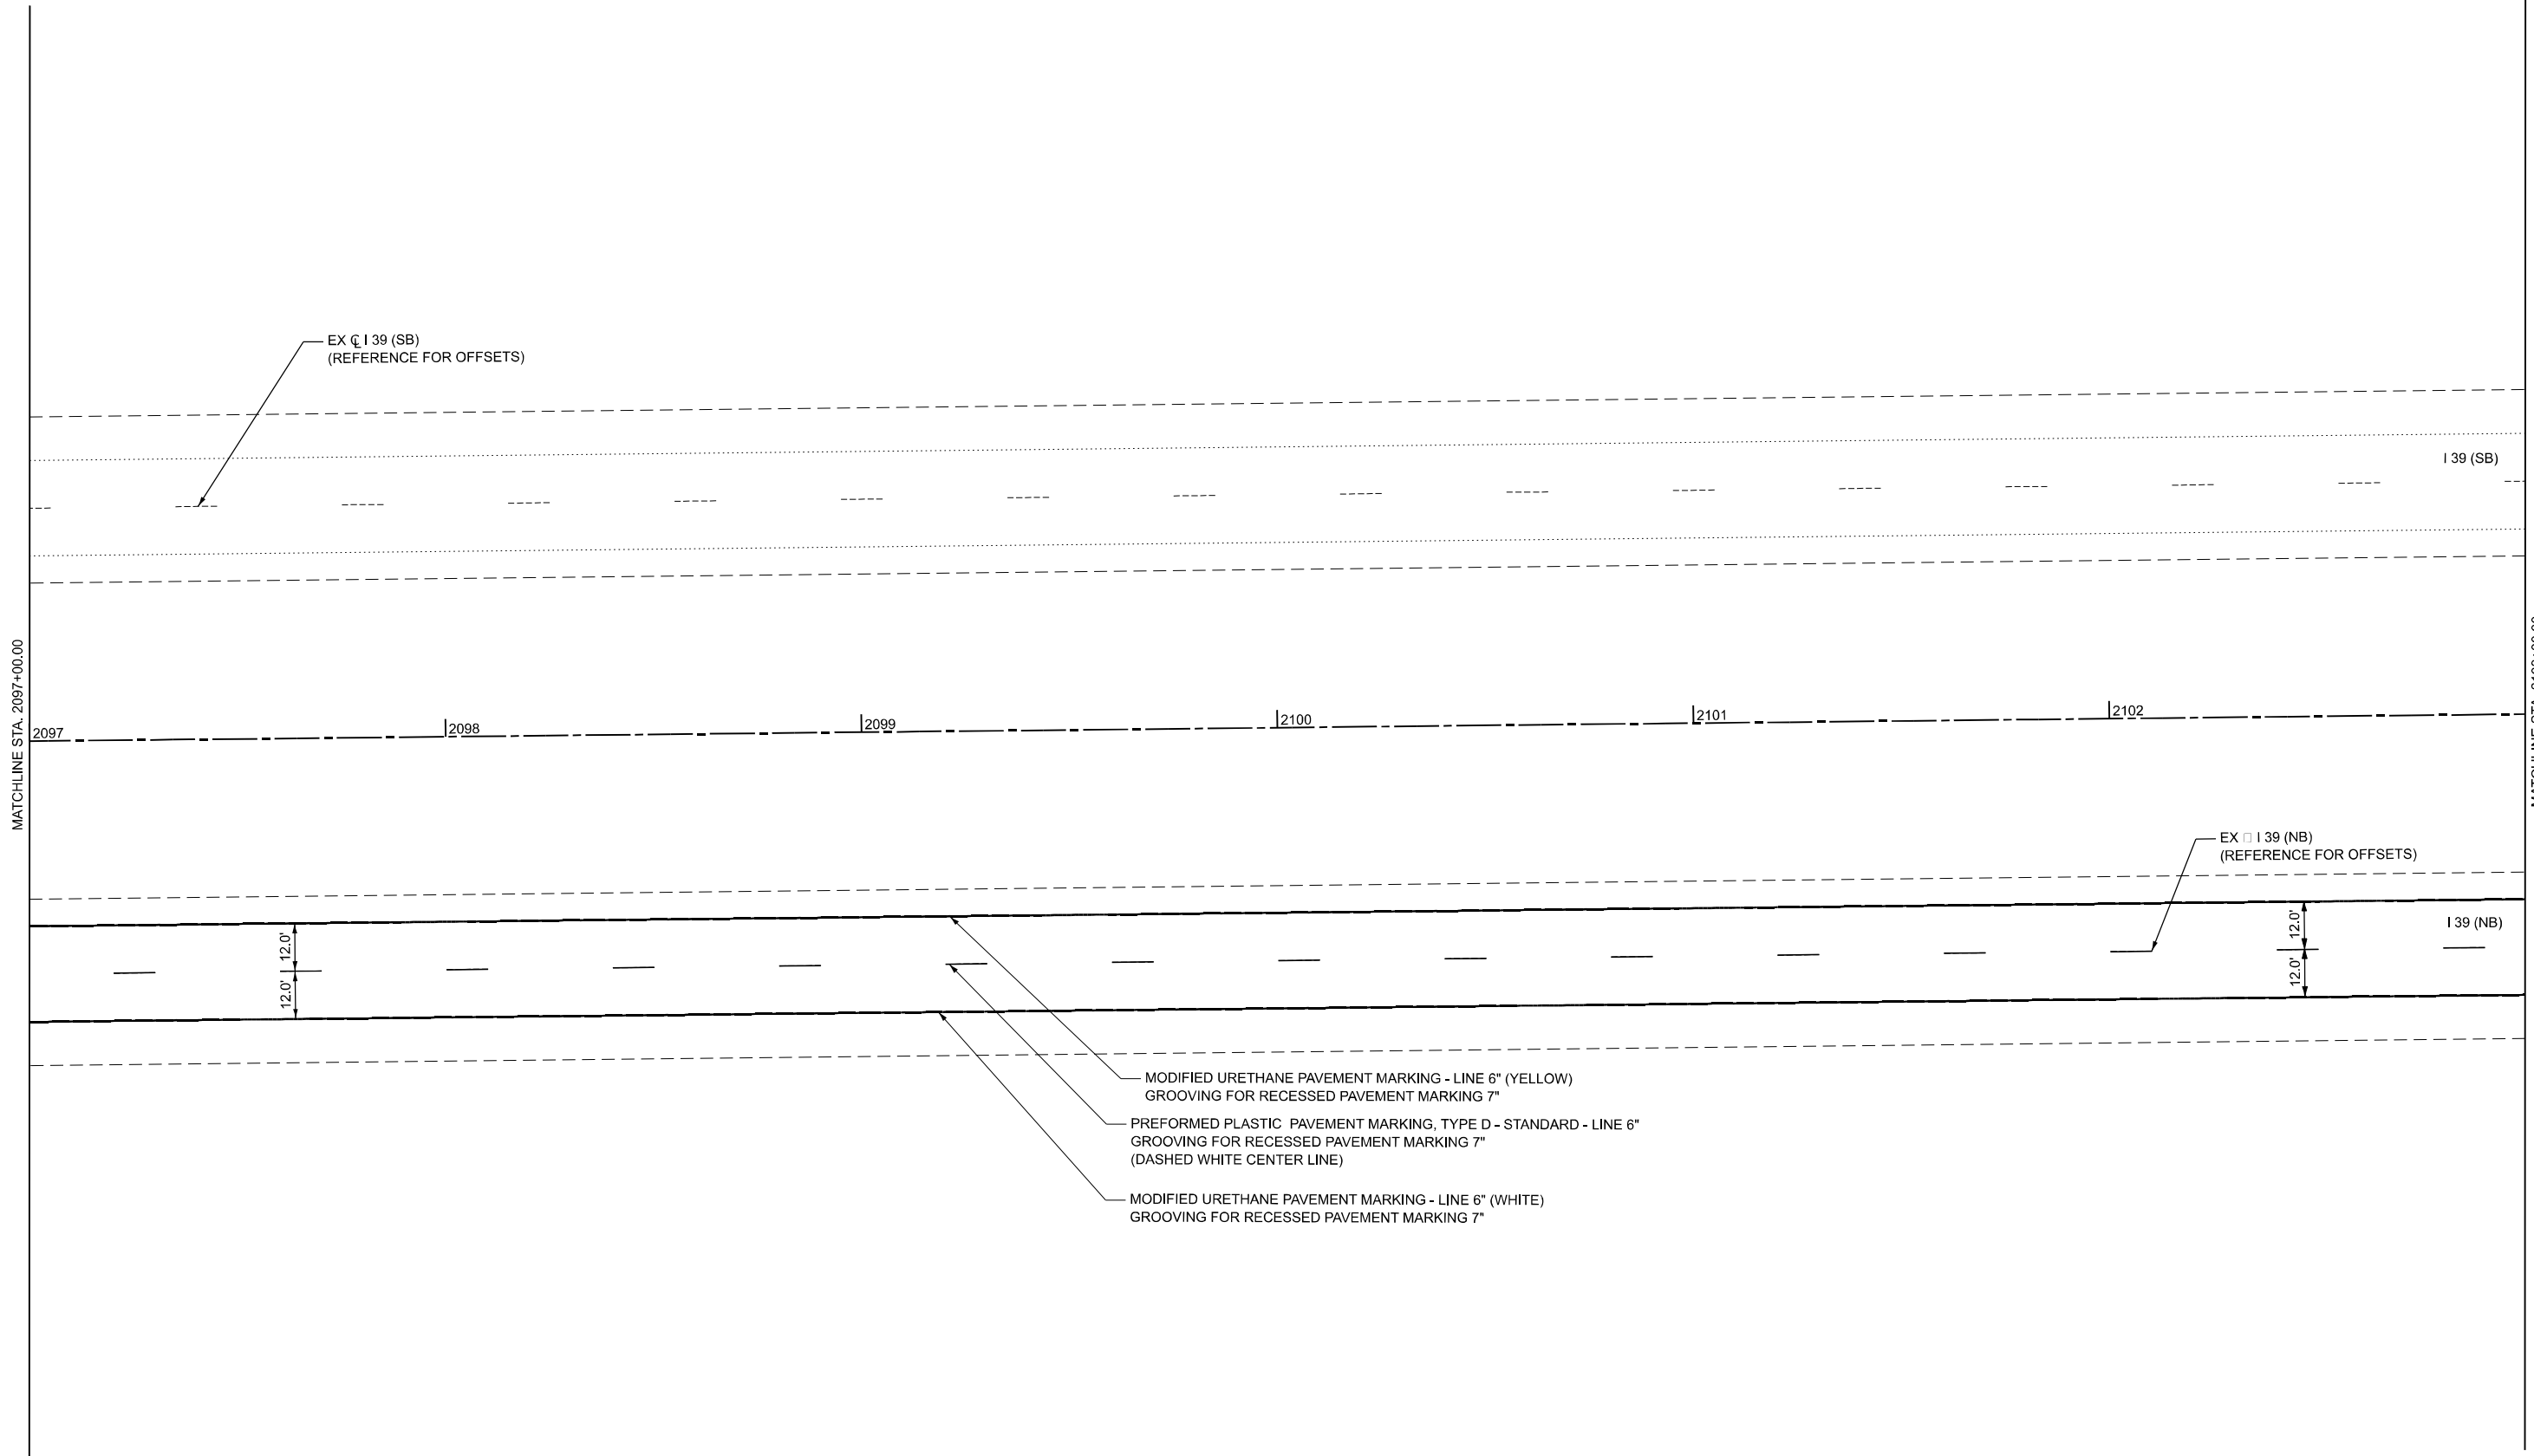 EX ℄ I 39 (SB)
(REFERENCE FOR OFFSETS)
I 39 (SB)
MATCHLINE STA. 2097+00.00
2097
2098
2099
2100
2101
2102
MATCHLINE STA.
EX □ I 39 (NB)
(REFERENCE FOR OFFSETS)
12.0'
12.0'
12.0'
12.0'
I 39 (NB)
MODIFIED URETHANE PAVEMENT MARKING - LINE 6" (YELLOW)
GROOVING FOR RECESSED PAVEMENT MARKING 7"
PREFORMED PLASTIC PAVEMENT MARKING, TYPE D - STANDARD - LINE 6"
GROOVING FOR RECESSED PAVEMENT MARKING 7"
(DASHED WHITE CENTER LINE)
MODIFIED URETHANE PAVEMENT MARKING - LINE 6" (WHITE)
GROOVING FOR RECESSED PAVEMENT MARKING 7"